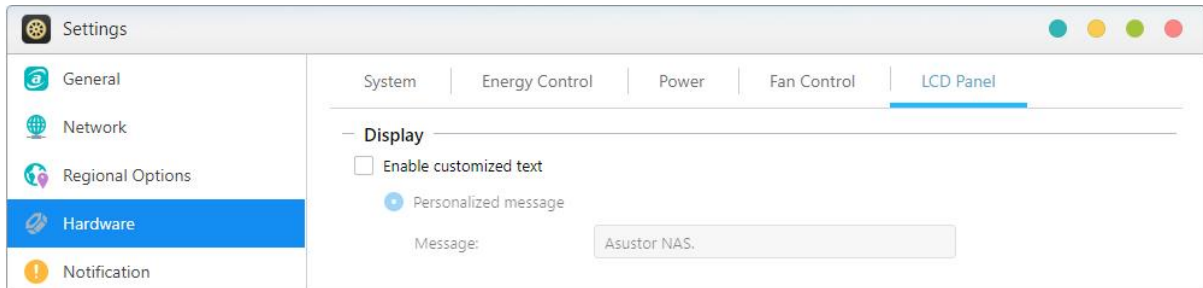 Settings
General
Network
Regional Options
Hardware
Notification
System Energy Control Power Fan Control LCD Panel
Display
Enable customized text
Personalized message
Message: Asustor NAS.